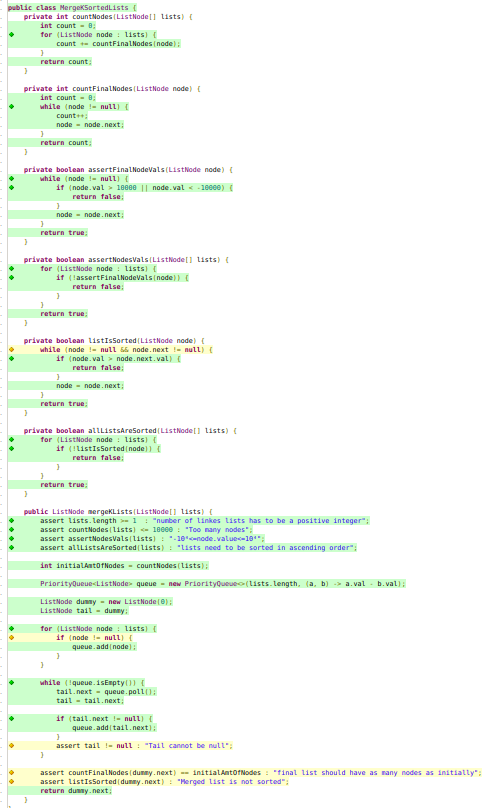 public class MergeKSortedLists {
private int countNodes(ListNode[] lists) {
int count = 0;
for (ListNode node : lists) {
count += countFinalNodes(node);
}
return count;
}
private int countFinalNodes(ListNode node) {
int count = 0;
while (node != null) {
count++;
node = node.next;
}
return count;
}
private boolean assertFinalNodeVals(ListNode node) {
while (node != null) {
if (node.val > 10000 || node.val < -10000) {
return false;
}
node = node.next;
}
return true;
}
private boolean assertNodesVals(ListNode[] lists) {
for (ListNode node : lists) {
if (!assertFinalNodeVals(node)) {
return false;
}
}
return true;
}
private boolean listIsSorted(ListNode node) {
while (node != null && node.next != null) {
if (node.val > node.next.val) {
return false;
}
node = node.next;
}
return true;
}
private boolean allListsAreSorted(ListNode[] lists) {
for (ListNode node : lists) {
if (!listIsSorted(node)) {
return false;
}
}
return true;
}
public ListNode mergeKLists(ListNode[] lists) {
assert lists.length >= 1 : "number of linkes lists has to be a positive integer";
assert countNodes(lists) <= 10000 : "Too many nodes";
assert assertNodesVals(lists) : "-10⁴<=node.value<=10⁴";
assert allListsAreSorted(lists) : "lists need to be sorted in ascending order";
int initialAmtOfNodes = countNodes(lists);
PriorityQueue<ListNode> queue = new PriorityQueue<>(lists.length, (a, b) -> a.val - b.val);
ListNode dummy = new ListNode(0);
ListNode tail = dummy;
for (ListNode node : lists) {
if (node != null) {
queue.add(node);
}
}
while (!queue.isEmpty()) {
tail.next = queue.poll();
tail = tail.next;
if (tail.next != null) {
queue.add(tail.next);
}
assert tail != null : "Tail cannot be null";
}
assert countFinalNodes(dummy.next) == initialAmtOfNodes : "final list should have as many nodes as initially";
assert listIsSorted(dummy.next) : "Merged list is not sorted";
return dummy.next;